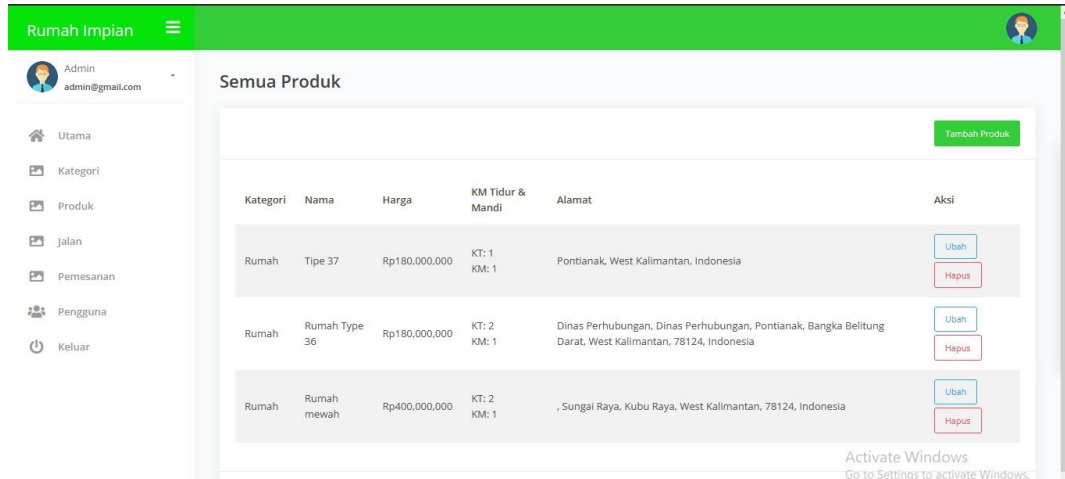 Rumah Impian
Admin
admin@gmail.com
Utama
Kategori
Produk
Jalan
Pemesanan
Pengguna
Keluar
Semua Produk
Tambah Produk
Kategori Nama Harga KM Tidur & Mandi Alamat Aksi
Rumah Tipe 37 Rp180,000,000 KT: 1 KM: 1 Pontianak, West Kalimantan, Indonesia Ubah Hapus
Rumah Rumah Type 36 Rp180,000,000 KT: 2 KM: 1 Dinas Perhubungan, Dinas Perhubungan, Pontianak, Bangka Belitung Darat, West Kalimantan, 78124, Indonesia Ubah Hapus
Rumah Rumah mewah Rp400,000,000 KT: 2 KM: 1 , Sungai Raya, Kubu Raya, West Kalimantan, 78124, Indonesia Ubah Hapus
Activate Windows
Go to Settings to activate Windows.